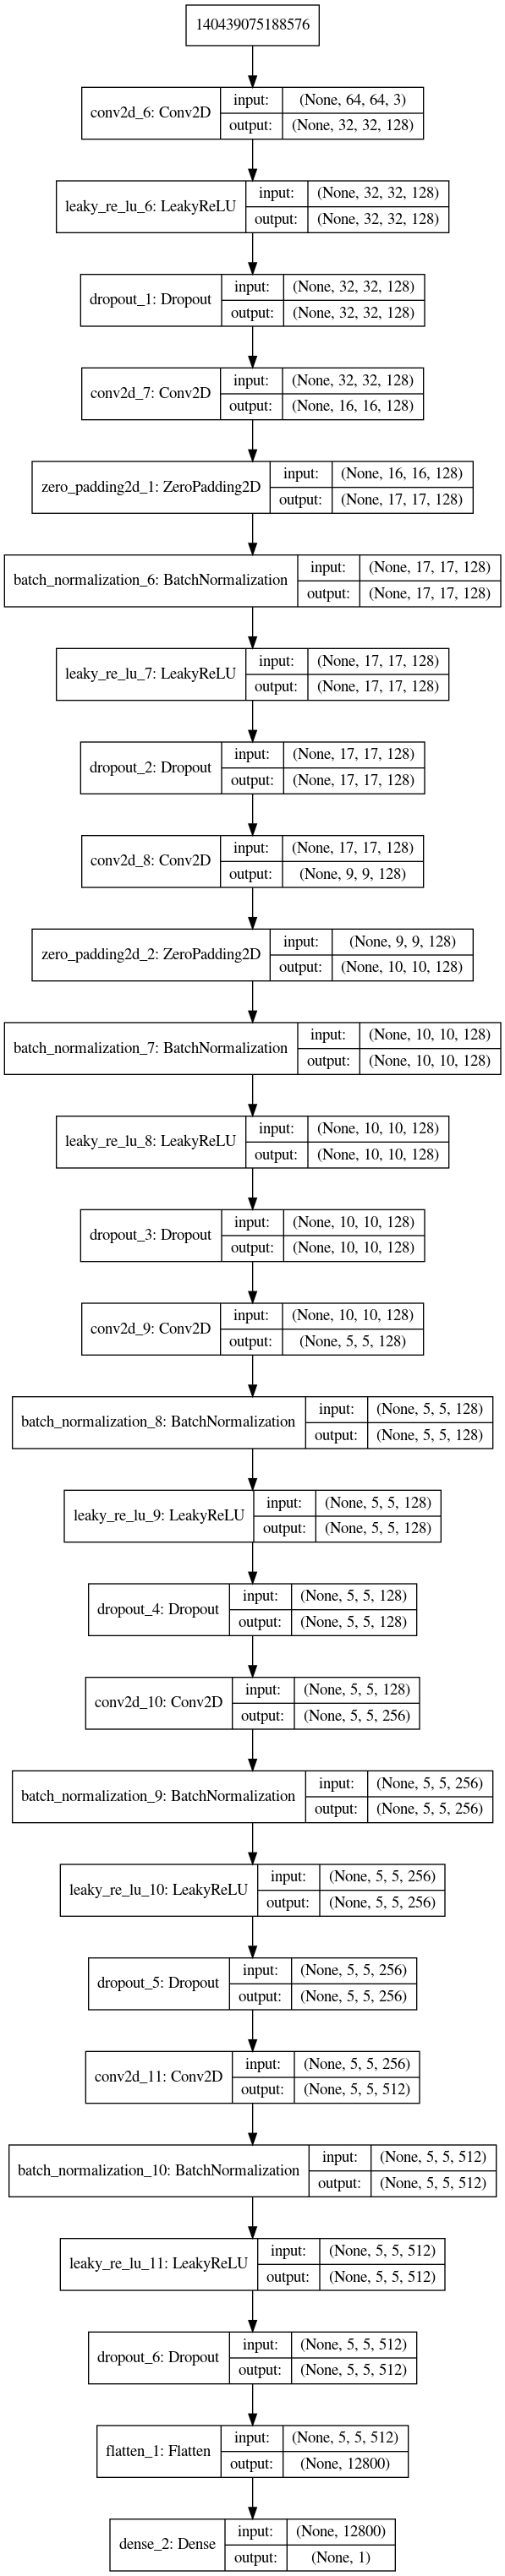 140439075188576
conv2d_6: Conv2D
input: (None, 64, 64, 3)
output: (None, 32, 32, 128)
leaky_re_lu_6: LeakyReLU
input: (None, 32, 32, 128)
output: (None, 32, 32, 128)
dropout_1: Dropout
input: (None, 32, 32, 128)
output: (None, 32, 32, 128)
conv2d_7: Conv2D
input: (None, 32, 32, 128)
output: (None, 16, 16, 128)
zero_padding2d_1: ZeroPadding2D
input: (None, 16, 16, 128)
output: (None, 17, 17, 128)
batch_normalization_6: BatchNormalization
input: (None, 17, 17, 128)
output: (None, 17, 17, 128)
leaky_re_lu_7: LeakyReLU
input: (None, 17, 17, 128)
output: (None, 17, 17, 128)
dropout_2: Dropout
input: (None, 17, 17, 128)
output: (None, 17, 17, 128)
conv2d_8: Conv2D
input: (None, 17, 17, 128)
output: (None, 9, 9, 128)
zero_padding2d_2: ZeroPadding2D
input: (None, 9, 9, 128)
output: (None, 10, 10, 128)
batch_normalization_7: BatchNormalization
input: (None, 10, 10, 128)
output: (None, 10, 10, 128)
leaky_re_lu_8: LeakyReLU
input: (None, 10, 10, 128)
output: (None, 10, 10, 128)
dropout_3: Dropout
input: (None, 10, 10, 128)
output: (None, 10, 10, 128)
conv2d_9: Conv2D
input: (None, 10, 10, 128)
output: (None, 5, 5, 128)
batch_normalization_8: BatchNormalization
input: (None, 5, 5, 128)
output: (None, 5, 5, 128)
leaky_re_lu_9: LeakyReLU
input: (None, 5, 5, 128)
output: (None, 5, 5, 128)
dropout_4: Dropout
input: (None, 5, 5, 128)
output: (None, 5, 5, 128)
conv2d_10: Conv2D
input: (None, 5, 5, 128)
output: (None, 5, 5, 256)
batch_normalization_9: BatchNormalization
input: (None, 5, 5, 256)
output: (None, 5, 5, 256)
leaky_re_lu_10: LeakyReLU
input: (None, 5, 5, 256)
output: (None, 5, 5, 256)
dropout_5: Dropout
input: (None, 5, 5, 256)
output: (None, 5, 5, 256)
conv2d_11: Conv2D
input: (None, 5, 5, 256)
output: (None, 5, 5, 512)
batch_normalization_10: BatchNormalization
input: (None, 5, 5, 512)
output: (None, 5, 5, 512)
leaky_re_lu_11: LeakyReLU
input: (None, 5, 5, 512)
output: (None, 5, 5, 512)
dropout_6: Dropout
input: (None, 5, 5, 512)
output: (None, 5, 5, 512)
flatten_1: Flatten
input: (None, 5, 5, 512)
output: (None, 12800)
dense_2: Dense
input: (None, 12800)
output: (None, 1)